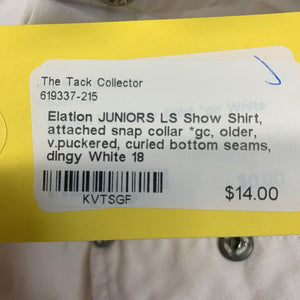 The Tack Collector
619337-215
Elation JUNIORS LS Show Shirt,
attached snap collar *gc, older,
v.puckered, curled bottom seams,
dingy White 18
KVTSGF
$14.00